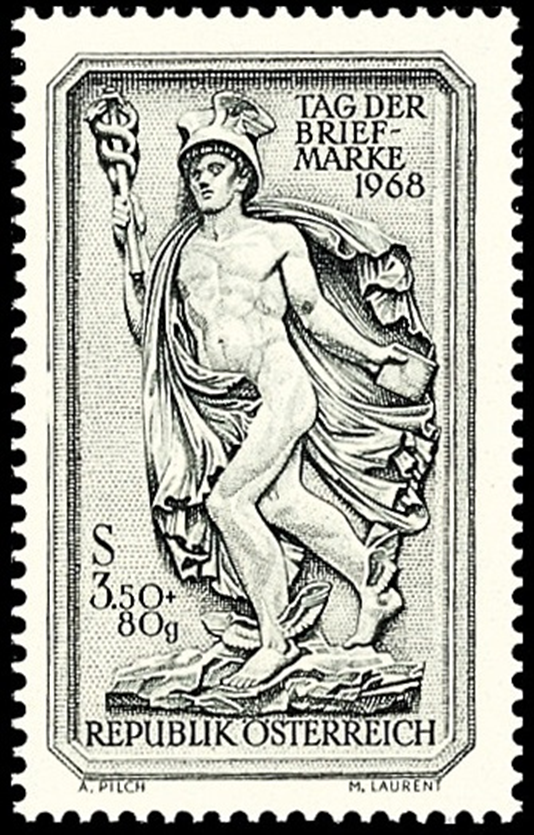 TAG DER
BRIEF-
MARKE
1968
S
3.50+
80g
REPUBLIK ÖSTERREICH
A. PILCH
M. LAURENT